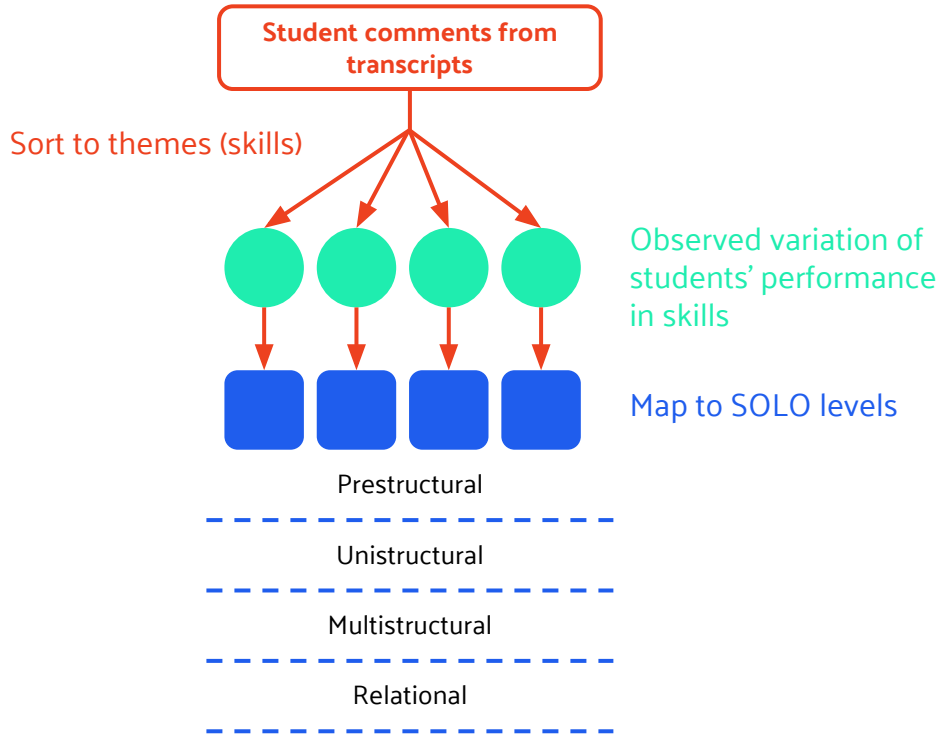 Student comments from
transcripts
Sort to themes (skills)
Observed variation of
students’ performance
in skills
Map to SOLO levels
Prestructural
Unistructural
Multistructural
Relational